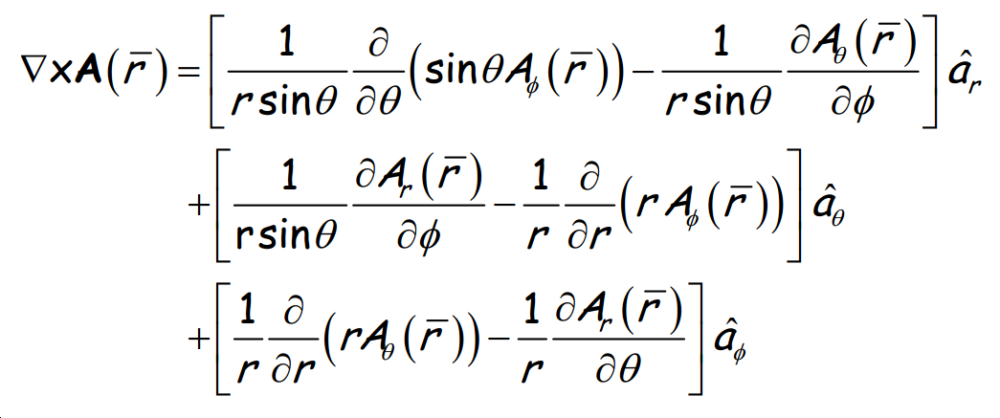 ∇xA(r̅) = [ 1/(r sinθ) ∂/∂θ (sinθ A_ϕ(r̅)) − 1/(r sinθ) ∂A_θ(r̅)/∂ϕ ] â_r
+ [ 1/(r sinθ) ∂A_r(r̅)/∂ϕ − 1/r ∂/∂r (r A_ϕ(r̅)) ] â_θ
+ [ 1/r ∂/∂r (r A_θ(r̅)) − 1/r ∂A_r(r̅)/∂θ ] â_ϕ